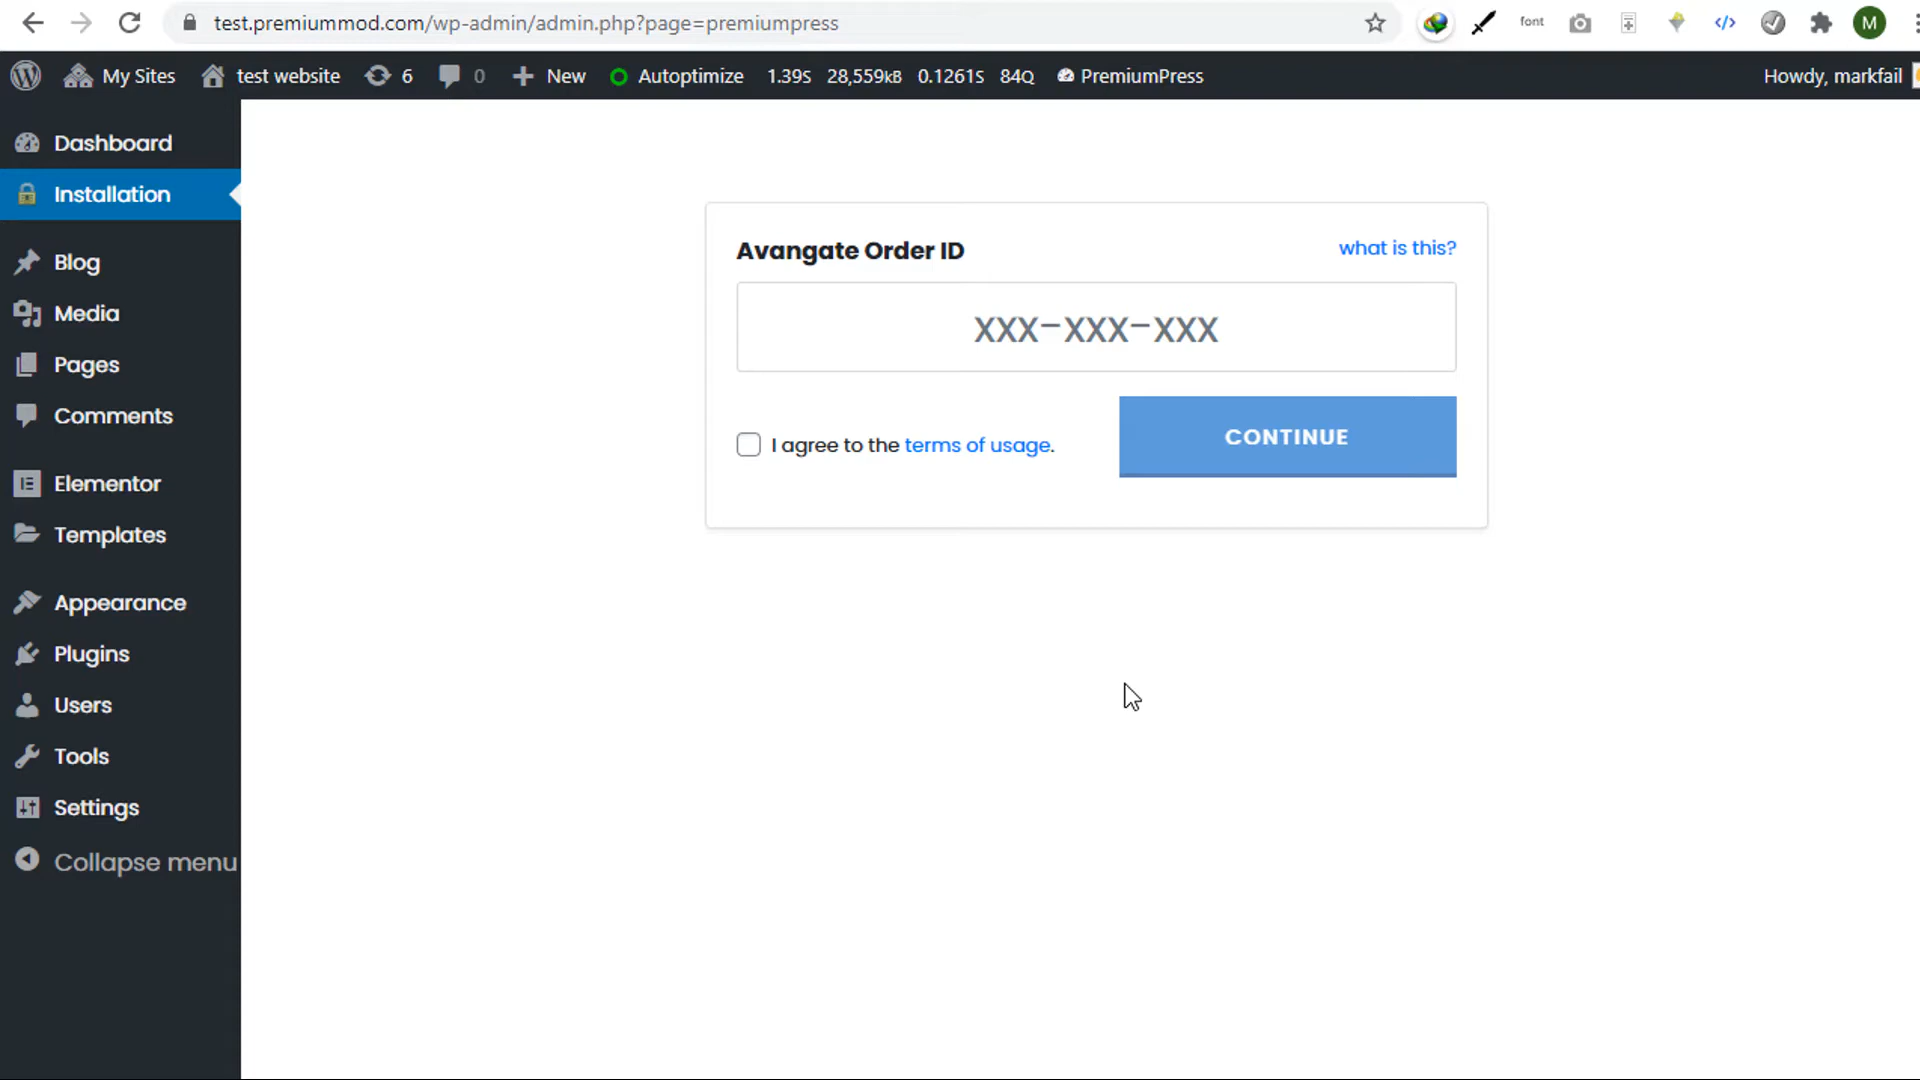 test.premiummod.com/wp-admin/admin.php?page=premiumpress
font
M
My Sites
test website
6
0
New
Autoptimize
1.39S 28,559KB 0.1261S 84Q
PremiumPress
Howdy, markfail
Dashboard
Installation
Blog
Media
Pages
Comments
Elementor
Templates
Appearance
Plugins
Users
Tools
Settings
Collapse menu
Avangate Order ID
what is this?
XXX-XXX-XXX
I agree to the terms of usage.
CONTINUE